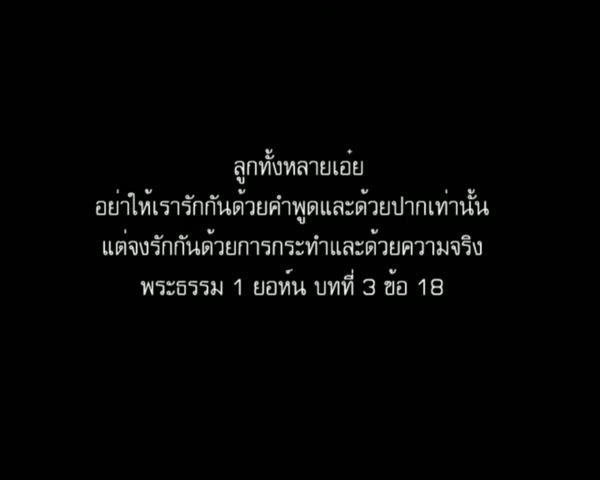 ลูกทั้งหลายเอ๋ย
อย่าให้เรารักกันด้วยคำพูดและด้วยปากเท่านั้น
แต่จงรักกันด้วยการกระทำและด้วยความจริง
พระธรรม 1 ยอห์น บทที่ 3 ข้อ 18